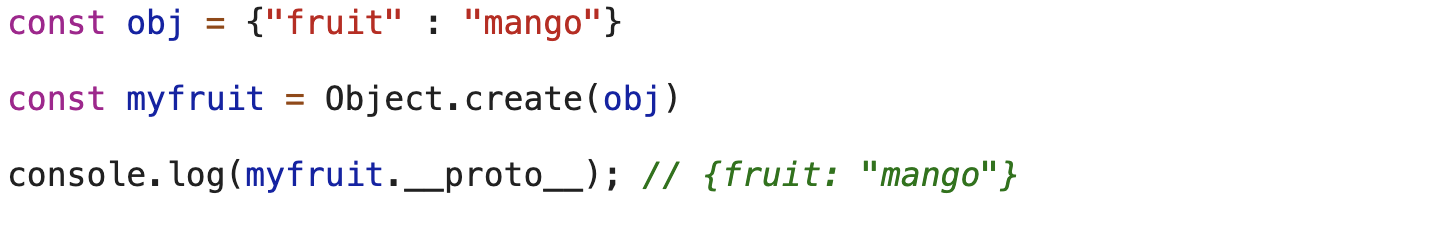 const obj = {"fruit" : "mango"}
const myfruit = Object.create(obj)
console.log(myfruit.__proto__); // {fruit: "mango"}